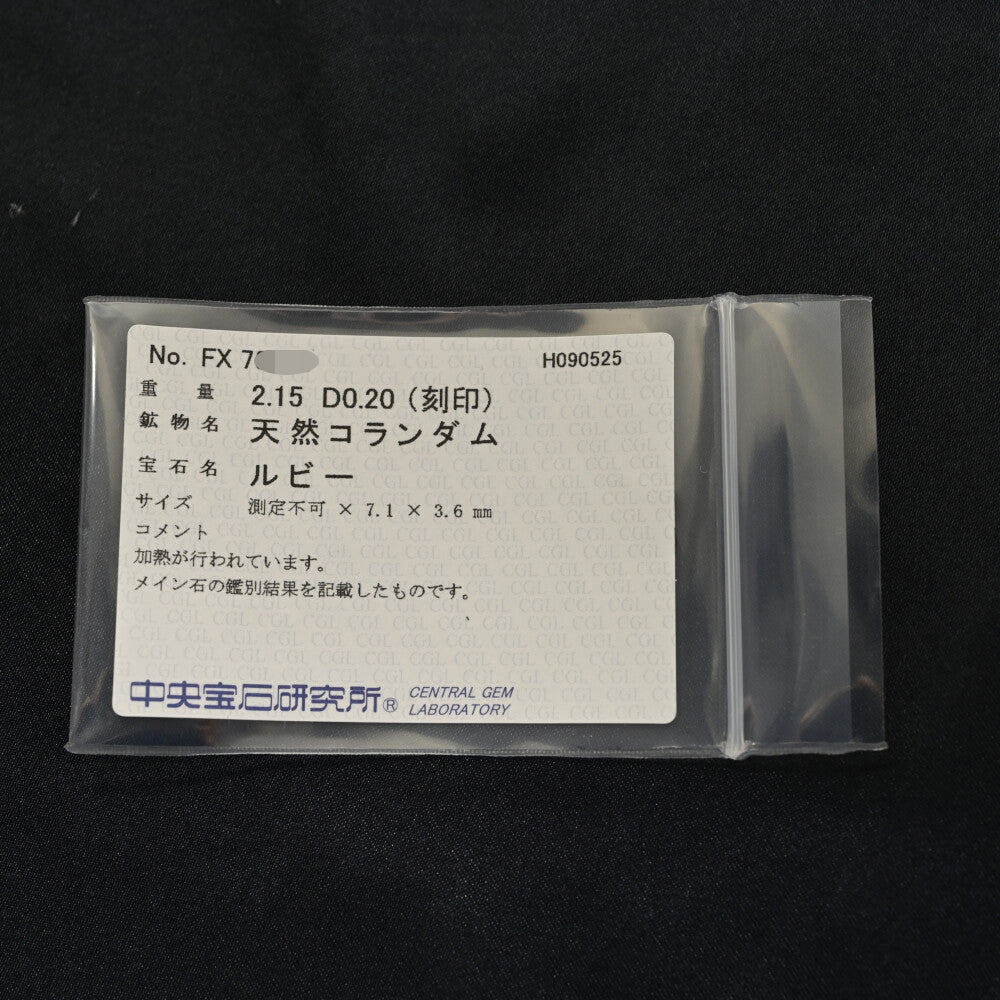 No. FX 7
H090525
重量 2.15 D0.20（刻印）
鉱物名 天然コランダム
宝石名 ルビー
サイズ 測定不可 × 7.1 × 3.6 mm
コメント
加熱が行われています。
メイン石の鑑別結果を記載したものです。
中央宝石研究所® CENTRAL GEM
LABORATORY